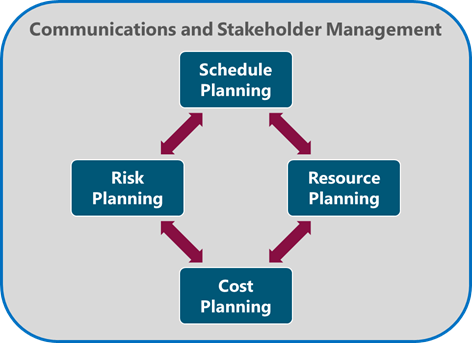 Communications and Stakeholder Management
Schedule
Planning
Risk
Planning
Resource
Planning
Cost
Planning